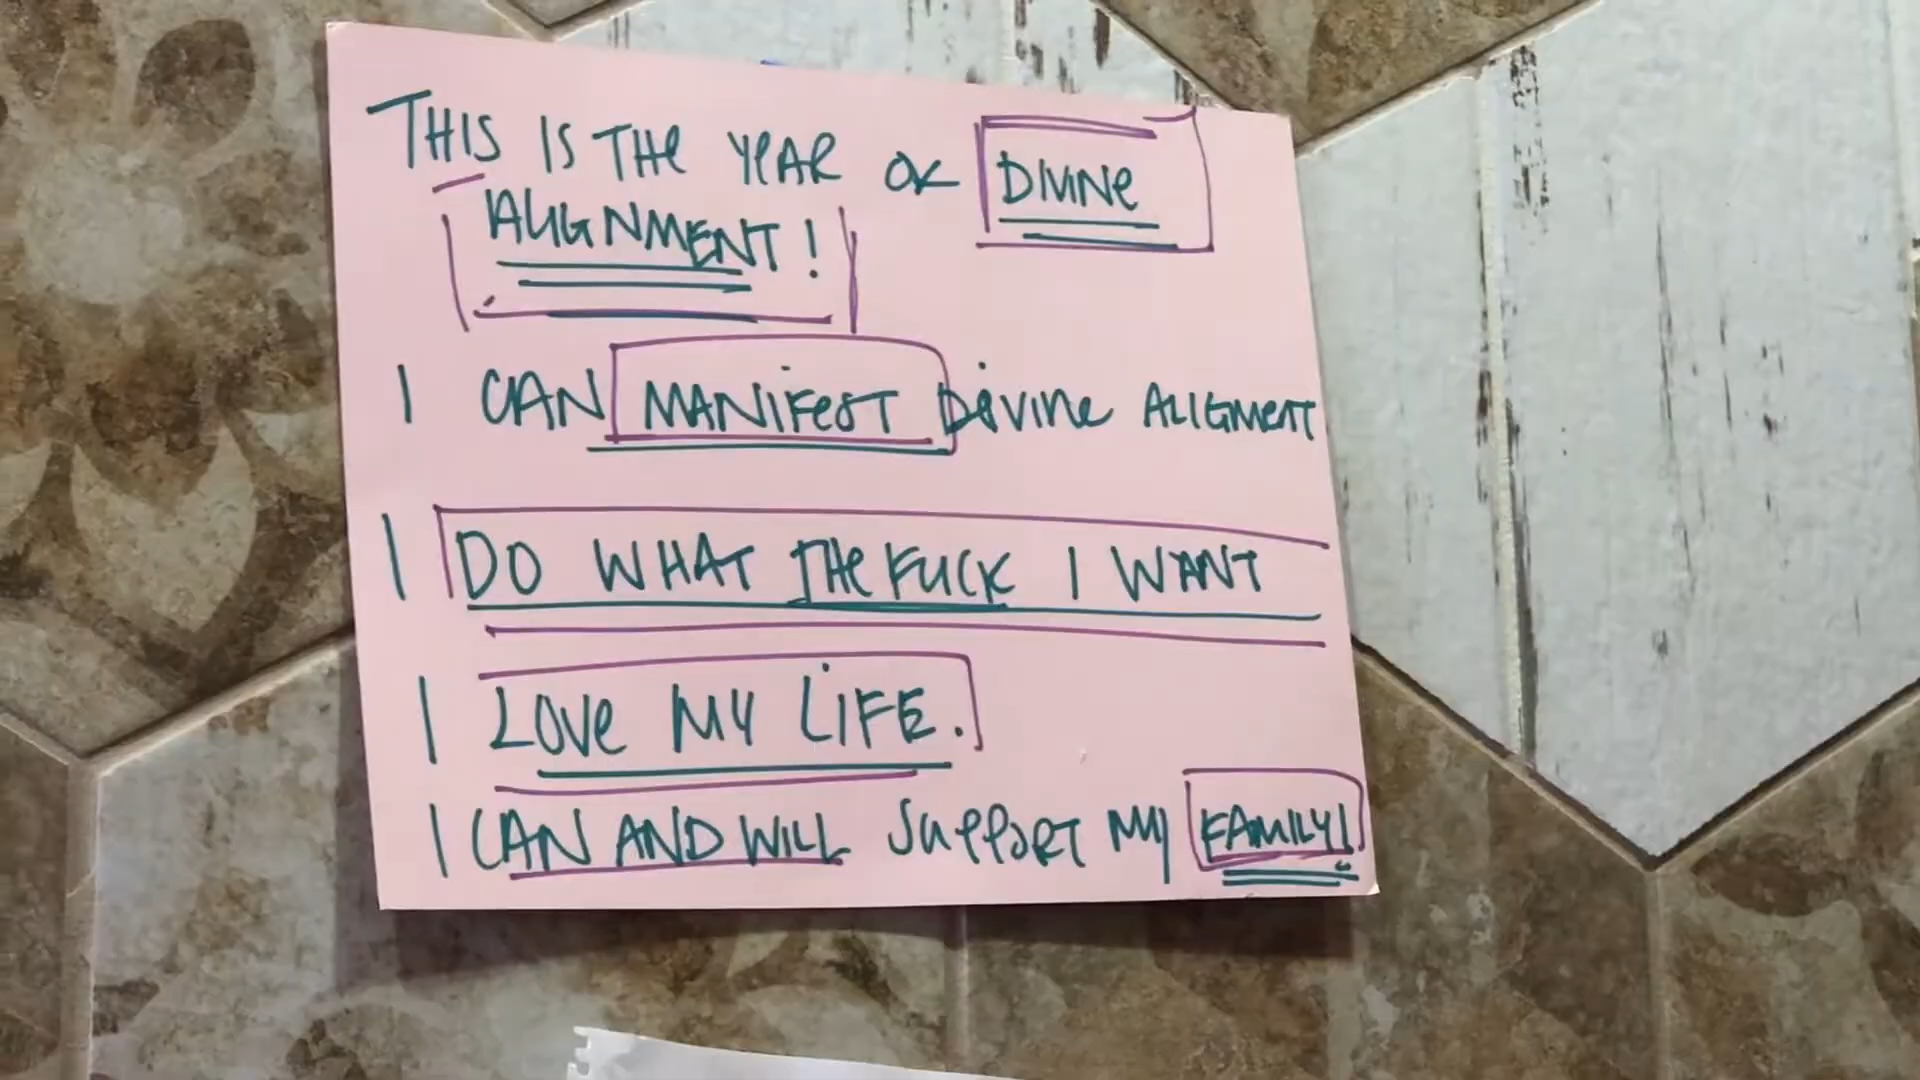 THIS IS THE YEAR OF DIVINE
ALIGNMENT!
I CAN MANIFEST DIVINE ALIGMENT
I DO WHAT THE FUCK I WANT
I LOVE MY LIFE.
I CAN AND WILL SUPPORT MY FAMILY!